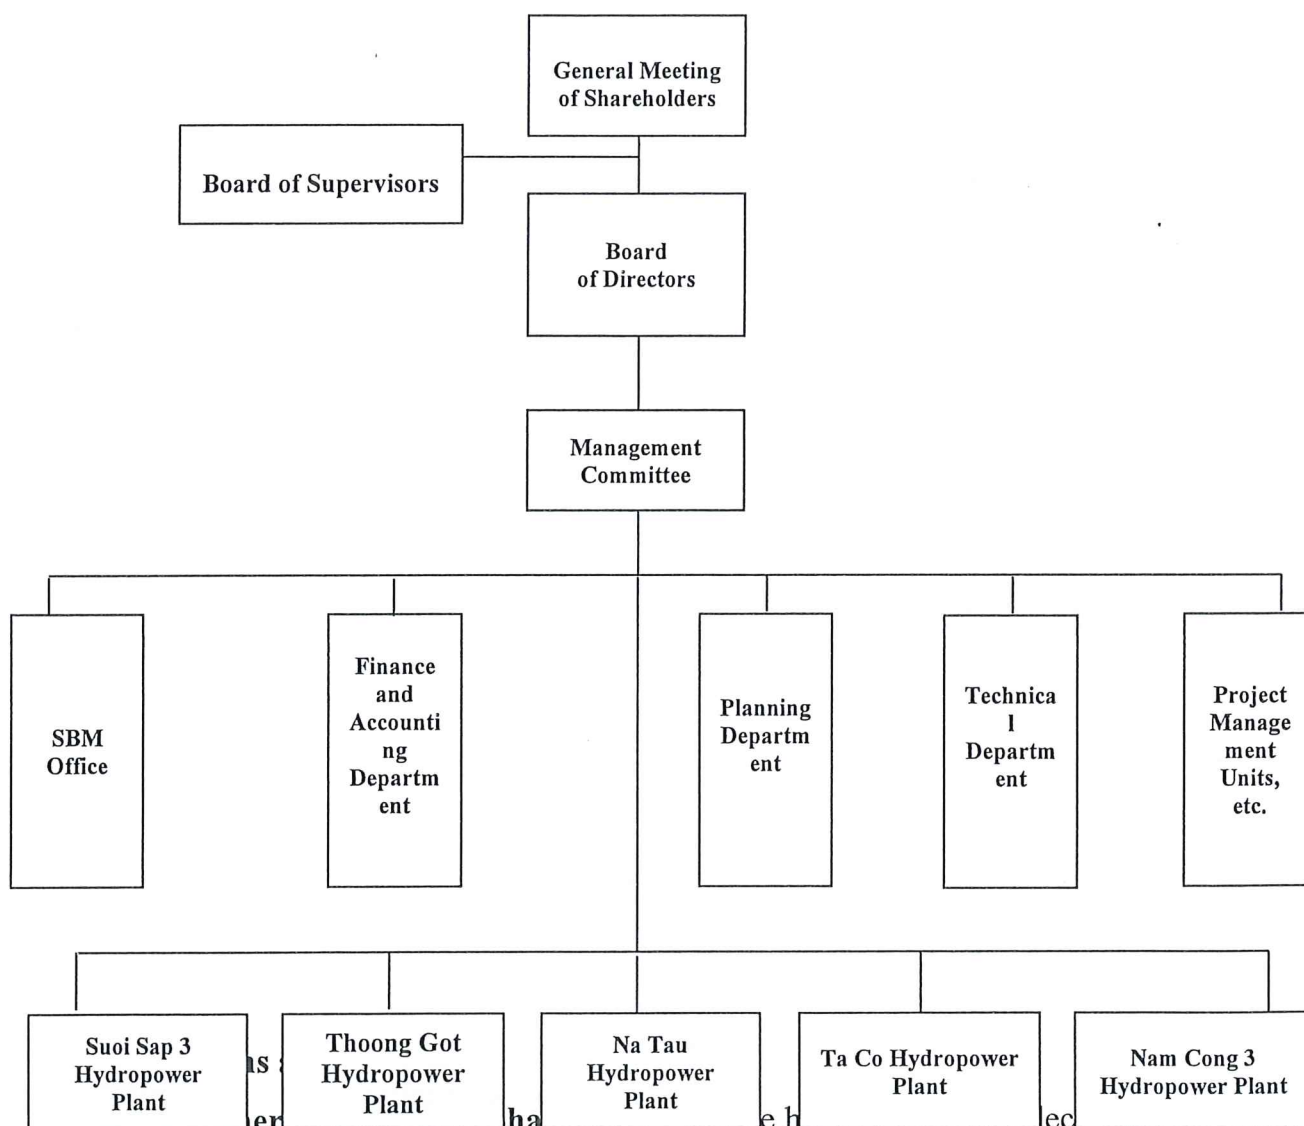 General Meeting
of Shareholders
Board of Supervisors
Board
of Directors
Management
Committee
SBM
Office
Finance
and
Accounti
ng
Departm
ent
Planning
Departm
ent
Technica
l
Departm
ent
Project
Manage
ment
Units,
etc.
Suoi Sap 3
Hydropower
Plant
Thoong Got
Hydropower
Plant
Na Tau
Hydropower
Plant
Ta Co Hydropower
Plant
Nam Cong 3
Hydropower Plant